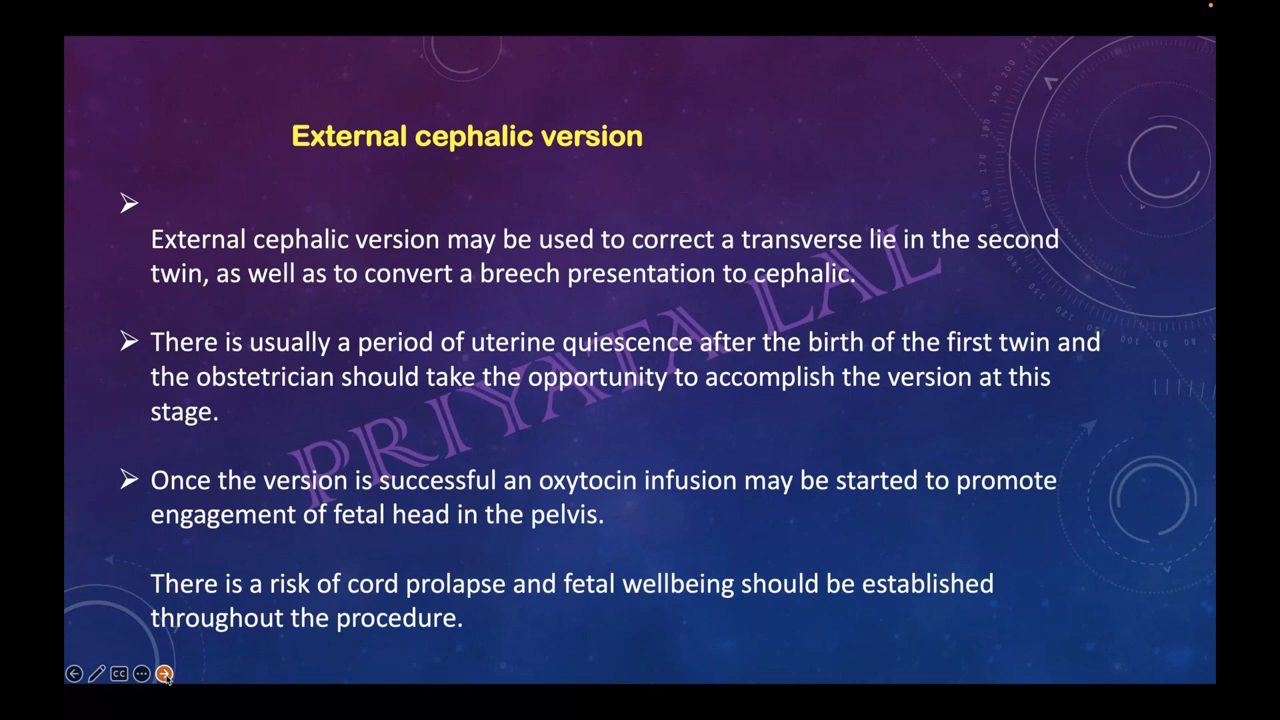 External cephalic version
External cephalic version may be used to correct a transverse lie in the second
twin, as well as to convert a breech presentation to cephalic.
There is usually a period of uterine quiescence after the birth of the first twin and
the obstetrician should take the opportunity to accomplish the version at this
stage.
Once the version is successful an oxytocin infusion may be started to promote
engagement of fetal head in the pelvis.
There is a risk of cord prolapse and fetal wellbeing should be established
throughout the procedure.
PRIYATA LAL
CC